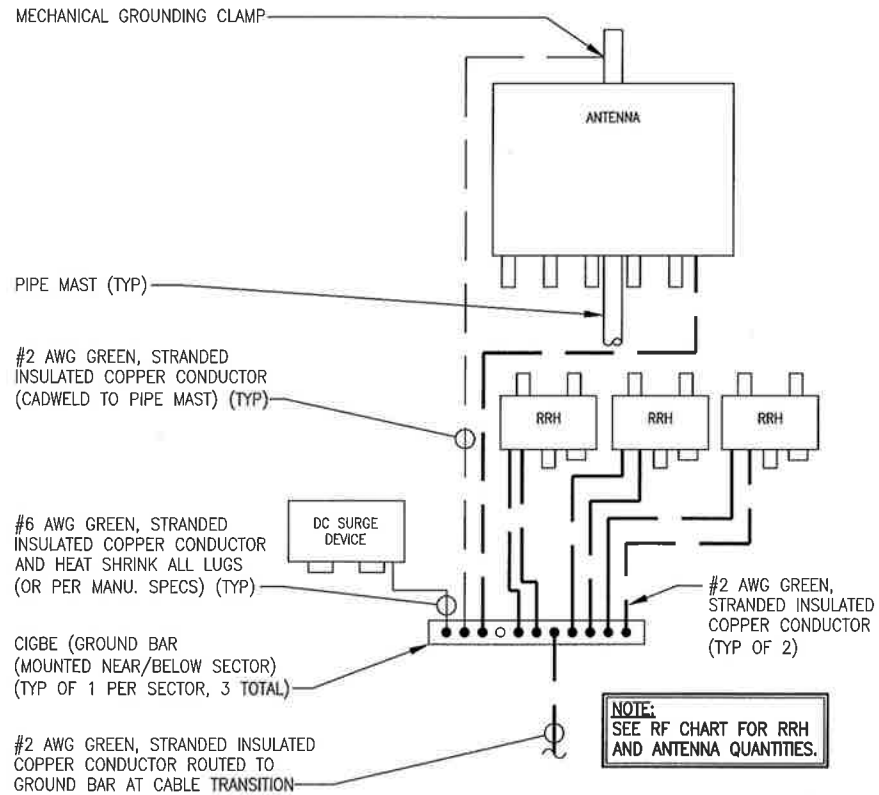 MECHANICAL GROUNDING CLAMP
ANTENNA
PIPE MAST (TYP)
#2 AWG GREEN, STRANDED
INSULATED COPPER CONDUCTOR
(CADWELD TO PIPE MAST) (TYP)
RRH
RRH
RRH
DC SURGE
DEVICE
#6 AWG GREEN, STRANDED
INSULATED COPPER CONDUCTOR
AND HEAT SHRINK ALL LUGS
(OR PER MANU. SPECS) (TYP)
#2 AWG GREEN,
STRANDED INSULATED
COPPER CONDUCTOR
(TYP OF 2)
CIGBE (GROUND BAR
(MOUNTED NEAR/BELOW SECTOR)
(TYP OF 1 PER SECTOR, 3 TOTAL)
NOTE:
SEE RF CHART FOR RRH
AND ANTENNA QUANTITIES.
#2 AWG GREEN, STRANDED INSULATED
COPPER CONDUCTOR ROUTED TO
GROUND BAR AT CABLE TRANSITION